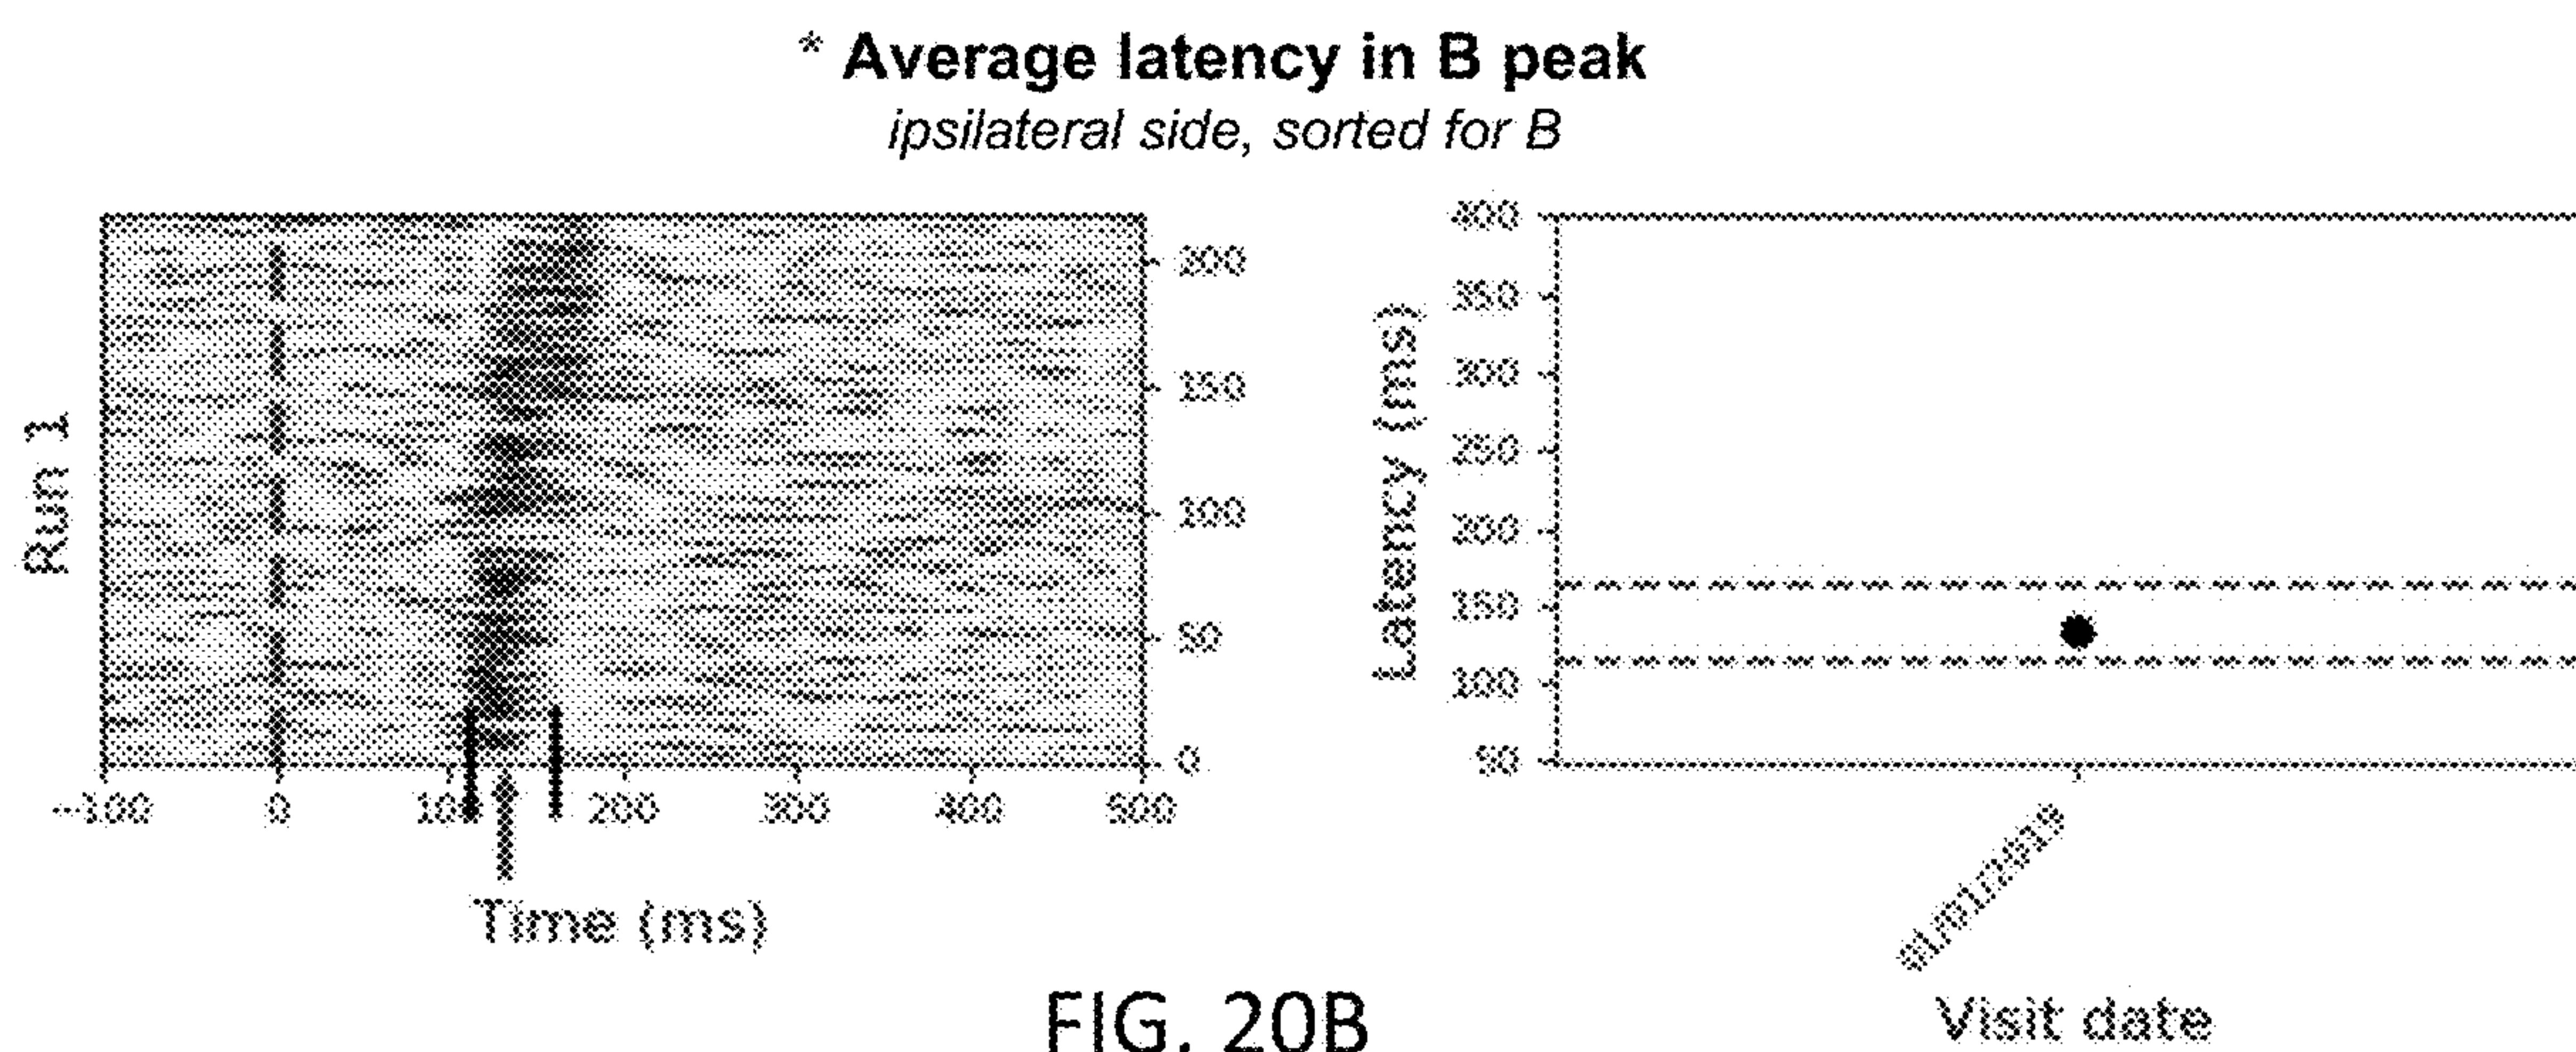 * Average latency in B peak
ipsilateral side, sorted for B
Run 1
200
150
100
50
0
-100 0 100 200 300 400 500
Time (ms)
Latency (ms)
400
350
300
250
200
150
100
50
Visit date
FIG. 20B